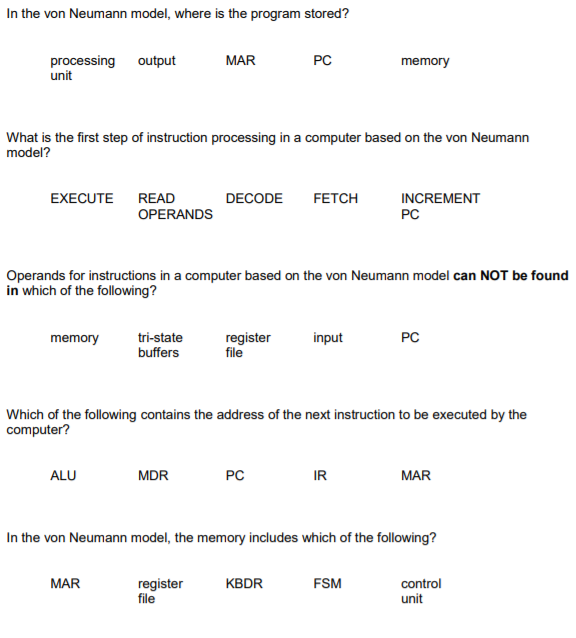 In the von Neumann model, where is the program stored?
processing unit output MAR PC memory
What is the first step of instruction processing in a computer based on the von Neumann
model?
EXECUTE READ OPERANDS DECODE FETCH INCREMENT PC
Operands for instructions in a computer based on the von Neumann model can NOT be found
in which of the following?
memory tri-state buffers register file input PC
Which of the following contains the address of the next instruction to be executed by the
computer?
ALU MDR PC IR MAR
In the von Neumann model, the memory includes which of the following?
MAR register file KBDR FSM control unit